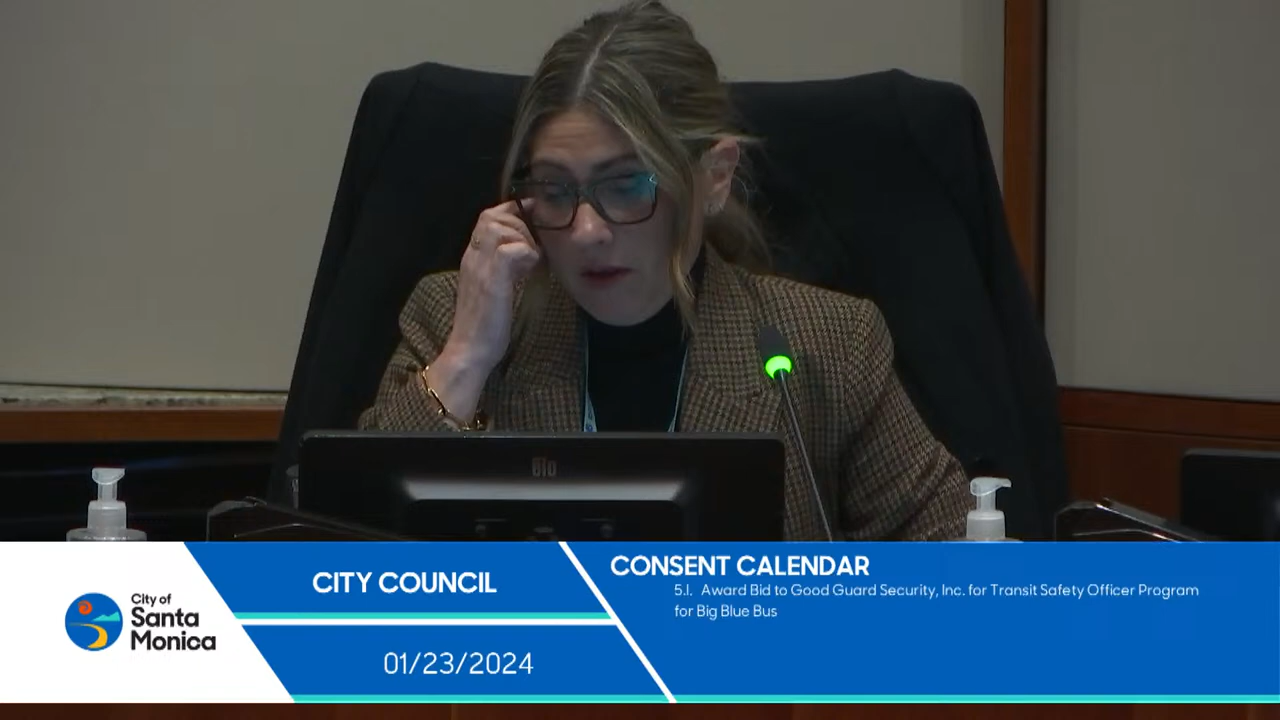 elo
CITY COUNCIL
CONSENT CALENDAR
5.I. Award Bid to Good Guard Security, Inc. for Transit Safety Officer Program
for Big Blue Bus
City of
Santa
Monica
01/23/2024